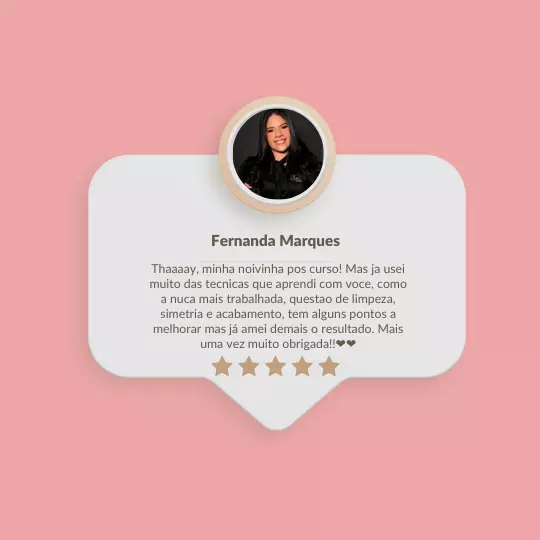 Fernanda Marques
Thaaaay, minha noivinha pos curso! Mas ja usei
muito das tecnicas que aprendi com voce, como
a nuca mais trabalhada, questao de limpeza,
simetria e acabamento, tem alguns pontos a
melhorar mas já amei demais o resultado. Mais
uma vez muito obrigada!!❤❤